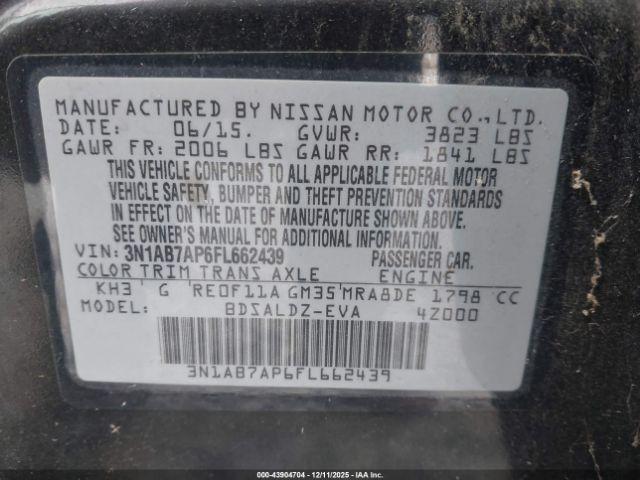 MANUFACTURED BY NISSAN MOTOR CO., LTD.
DATE: 06/15. GVWR: 3823 LBS
GAWR FR: 2006 LBS GAWR RR: 1841 LBS
THIS VEHICLE CONFORMS TO ALL APPLICABLE FEDERAL MOTOR
VEHICLE SAFETY, BUMPER AND THEFT PREVENTION STANDARDS
IN EFFECT ON THE DATE OF MANUFACTURE SHOWN ABOVE.
SEE OWNER'S MANUAL FOR ADDITIONAL INFORMATION.
VIN: 3N1AB7AP6FL662439 PASSENGER CAR.
COLOR TRIM TRANS AXLE ENGINE
KH3 G RE0F11A GM35 MRA8DE 1798 CC
MODEL: BDSALDZ-EVA 4Z000
3N1AB7AP6FL662439
000-43904704 - 12/11/2025 - IAAI.COM